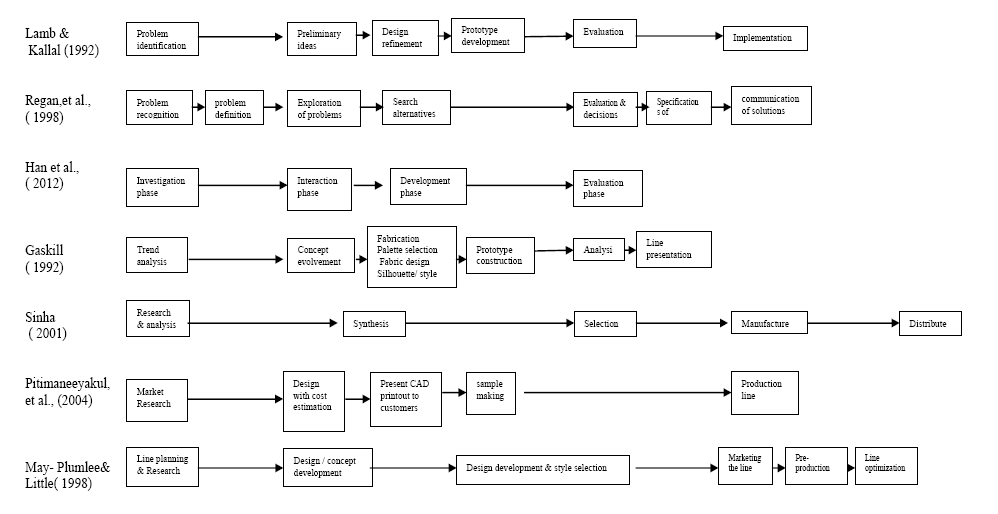 Lamb &
Kallal (1992)
Problem
identification
Preliminary
ideas
Design
refinement
Prototype
development
Evaluation
Implementation
Regan,et al.,
( 1998)
Problem
recognition
problem
definition
Exploration
of problems
Search
alternatives
Evaluation &
decisions
Specification
s of
communication
of solutions
Han et al.,
( 2012)
Investigation
phase
Interaction
phase
Development
phase
Evaluation
phase
Gaskill
( 1992)
Trend
analysis
Concept
evolvement
Fabrication
Palette selection
Fabric design
Silhouette/ style
Prototype
construction
Analysi
Line
presentation
Sinha
( 2001)
Research
& analysis
Synthesis
Selection
Manufacture
Distribute
Pitimaneeyakul,
et al., (2004)
Market
Research
Design
with cost
estimation
Present CAD
printout to
customers
sample
making
Production
line
May- Plumlee&
Little( 1998)
Line planning
& Research
Design / concept
development
Design development & style selection
Marketing
the line
Pre-
production
Line
optimization